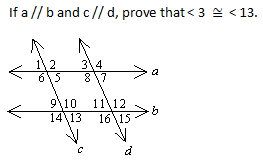 If a // b and c // d, prove that < 3 ≅ < 13.
1 2 3 4
6 5 8 7 a
9 10 11 12
14 13 16 15 b
c d